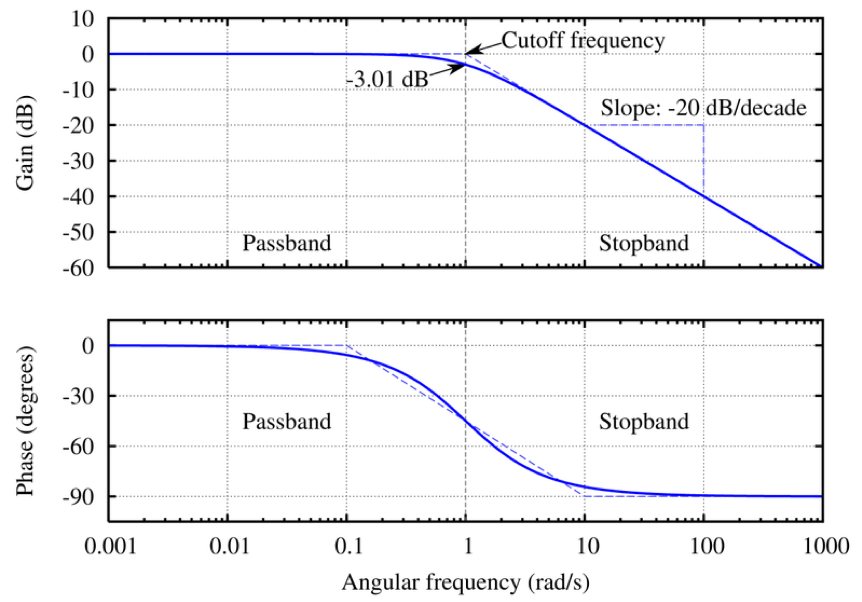 10
0
-10
-20
-30
-40
-50
-60
Gain (dB)
Cutoff frequency
-3.01 dB
Slope: -20 dB/decade
Passband
Stopband
0
-30
-60
-90
Phase (degrees)
Passband
Stopband
0.001
0.01
0.1
1
10
100
1000
Angular frequency (rad/s)